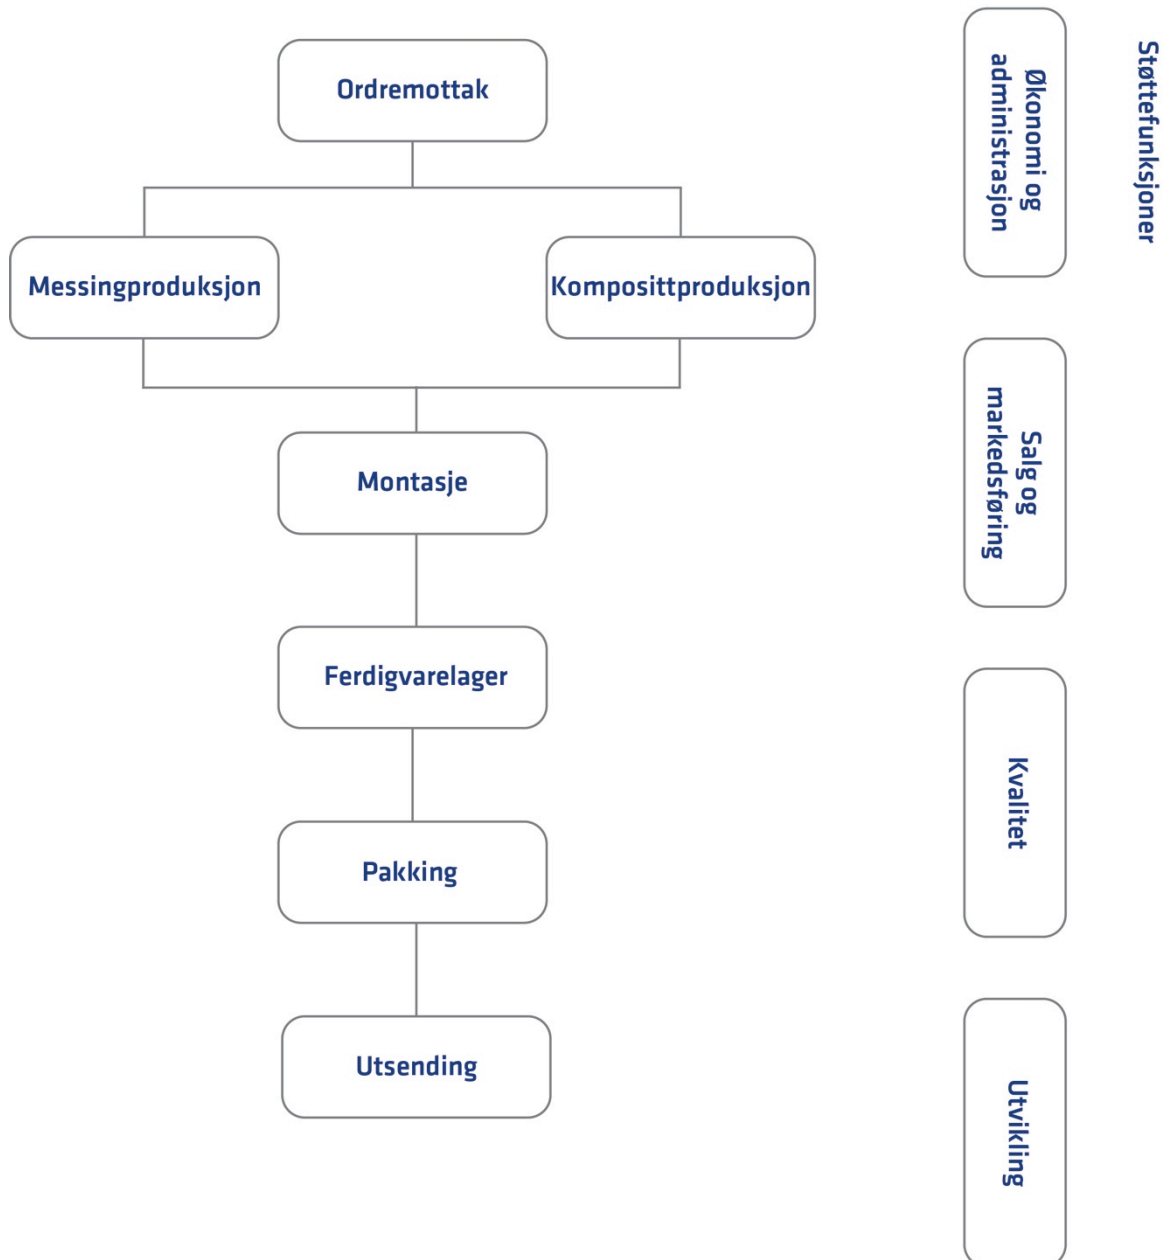 Ordremottak
Messingproduksjon
Komposittproduksjon
Montasje
Ferdigvarelager
Pakking
Utsending
Støttefunksjoner
Økonomi og
administrasjon
Salg og
markedsføring
Kvalitet
Utvikling